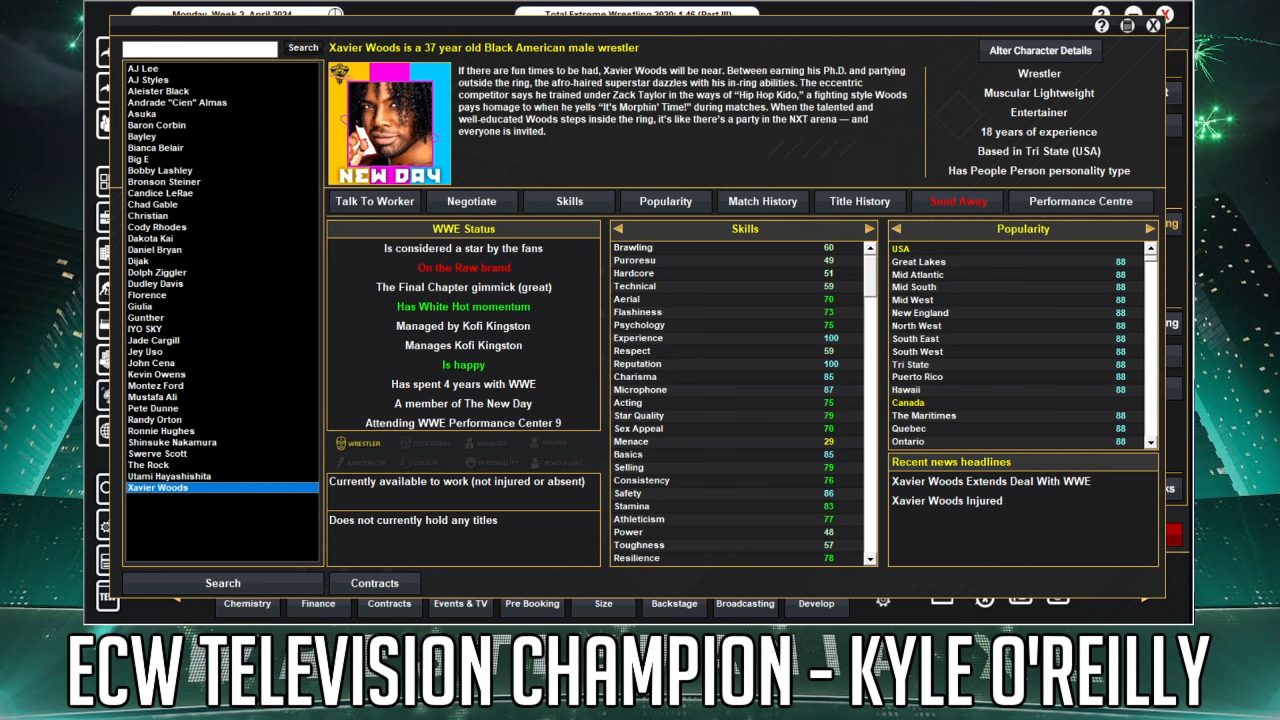 Monday, Week 2, April 2024
Total Extreme Wrestling 2020: 1.46 (Part III)
Search
Xavier Woods is a 37 year old Black American male wrestler
Alter Character Details
AJ Lee
AJ Styles
Aleister Black
Andrade "Cien" Almas
Asuka
Baron Corbin
Bayley
Bianca Belair
Big E
Bobby Lashley
Bronson Steiner
Candice LeRae
Chad Gable
Christian
Cody Rhodes
Dakota Kai
Daniel Bryan
Dijak
Dolph Ziggler
Dudley Davis
Florence
Giulia
Gunther
IYO SKY
Jade Cargill
Jey Uso
John Cena
Kevin Owens
Montez Ford
Mustafa Ali
Pete Dunne
Randy Orton
Ronnie Hughes
Shinsuke Nakamura
Swerve Scott
The Rock
Utami Hayashishita
Xavier Woods
Search
NEW DAY
If there are fun times to be had, Xavier Woods will be near. Between earning his Ph.D. and partying
outside the ring, the afro-haired superstar dazzles with his in-ring abilities. The eccentric
competitor says he trained under Zack Taylor in the ways of “Hip Hop Kido,” a fighting style Woods
pays homage to when he yells “It's Morphin' Time!” during matches. When the talented and
well-educated Woods steps inside the ring, it's like there's a party in the NXT arena — and
everyone is invited.
Wrestler
Muscular Lightweight
Entertainer
18 years of experience
Based in Tri State (USA)
Has People Person personality type
Talk To Worker
Negotiate
Skills
Popularity
Match History
Title History
Send Away
Performance Centre
WWE Status
Is considered a star by the fans
On the Raw brand
The Final Chapter gimmick (great)
Has White Hot momentum
Managed by Kofi Kingston
Manages Kofi Kingston
Is happy
Has spent 4 years with WWE
A member of The New Day
Attending WWE Performance Center 9
WRESTLER
OCCASIONAL
MANAGER
REFEREE
ANNOUNCER
COLOUR
PERSONALITY
ROAD AGENT
Currently available to work (not injured or absent)
Does not currently hold any titles
Contracts
Skills
Brawling 60
Puroresu 49
Hardcore 51
Technical 59
Aerial 70
Flashiness 73
Psychology 75
Experience 100
Respect 59
Reputation 100
Charisma 85
Microphone 87
Acting 75
Star Quality 79
Sex Appeal 70
Menace 29
Basics 85
Selling 79
Consistency 76
Safety 86
Stamina 83
Athleticism 77
Power 48
Toughness 57
Resilience 78
Popularity
USA
Great Lakes 88
Mid Atlantic 88
Mid South 88
Mid West 88
New England 88
North West 88
South East 88
South West 88
Tri State 88
Puerto Rico 88
Hawaii 88
Canada
The Maritimes 88
Quebec 88
Ontario 88
Recent news headlines
Xavier Woods Extends Deal With WWE
Xavier Woods Injured
Chemistry
Finance
Contracts
Events & TV
Pre Booking
Size
Backstage
Broadcasting
Develop
ECW TELEVISION CHAMPION - KYLE O'REILLY